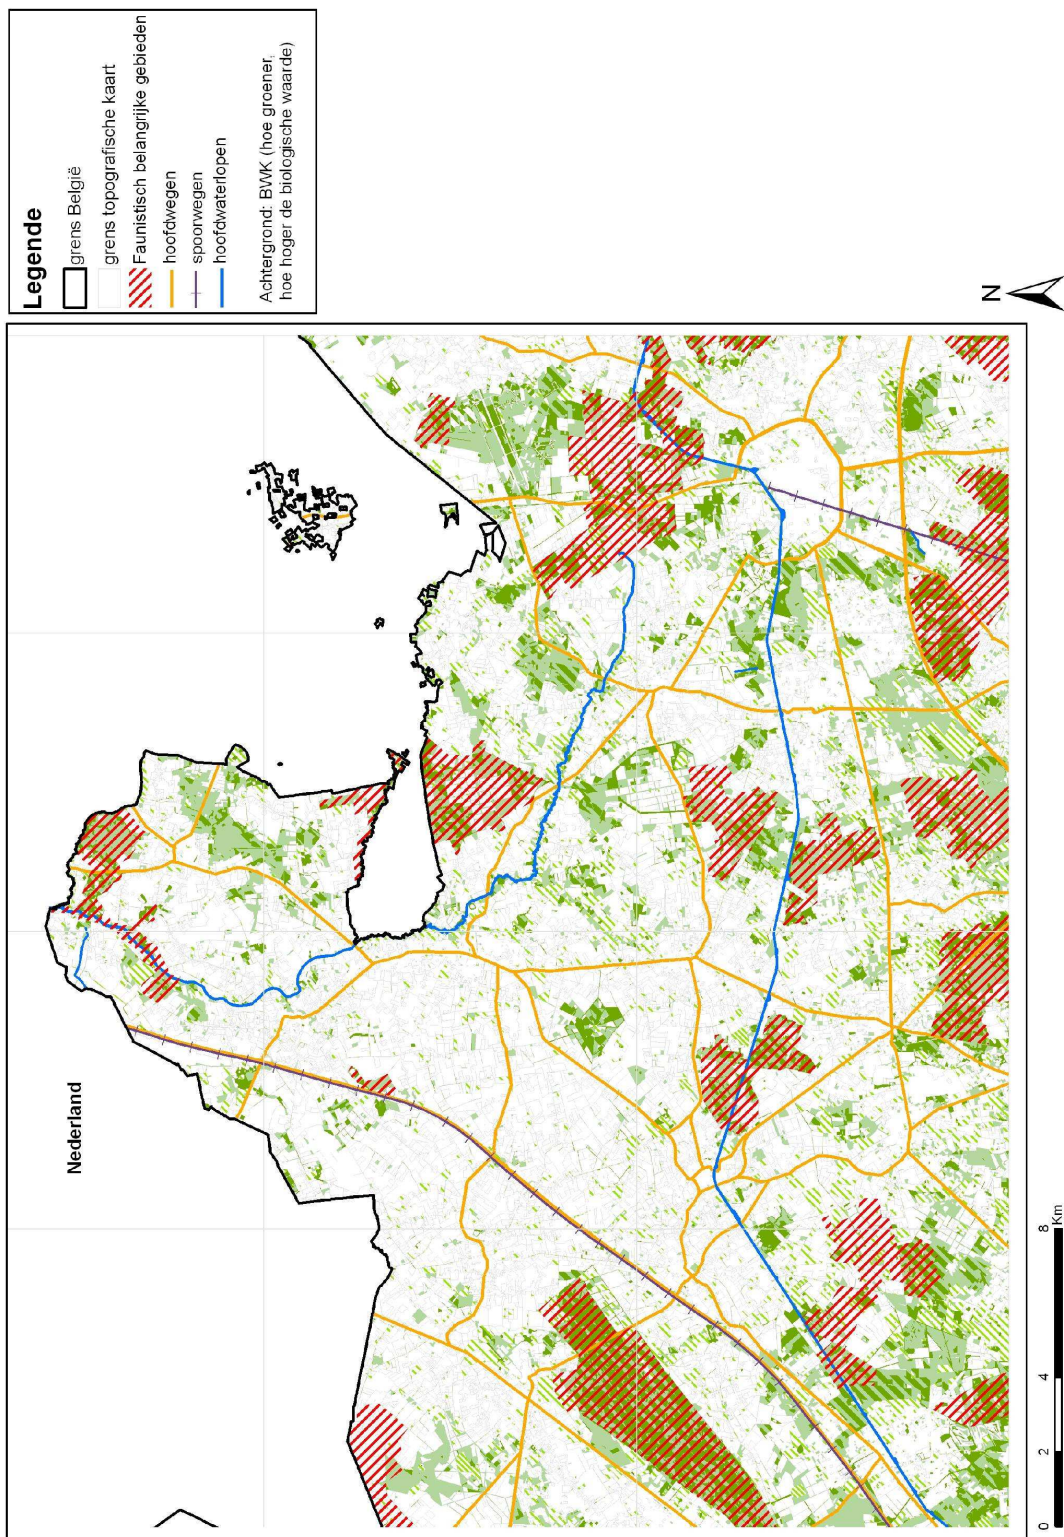 Legende
grens België
grens topografische kaart
Faunistisch belangrijke gebieden
hoofdwegen
spoorwegen
hoofdwaterlopen
Achtergrond: BWK (hoe groener,
hoe hoger de biologische waarde)
Nederland
N
0 2 4 8
Km